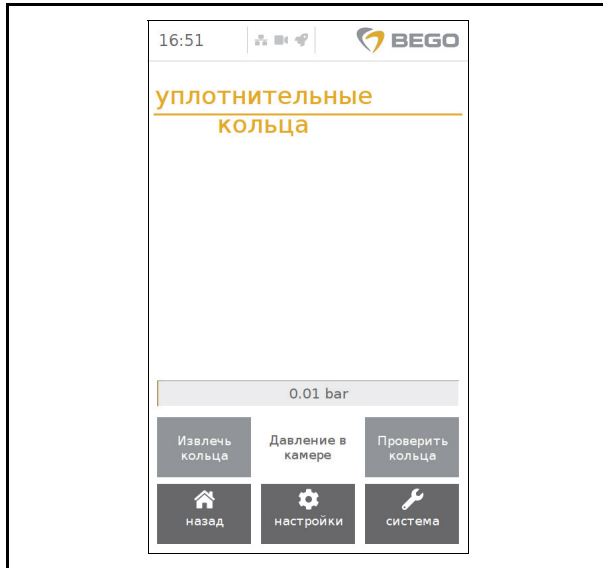 16:51 BEGO
уплотнительные
кольца
0.01 bar
Извлечь Давление в Проверить
кольца камере кольца
назад настройки система